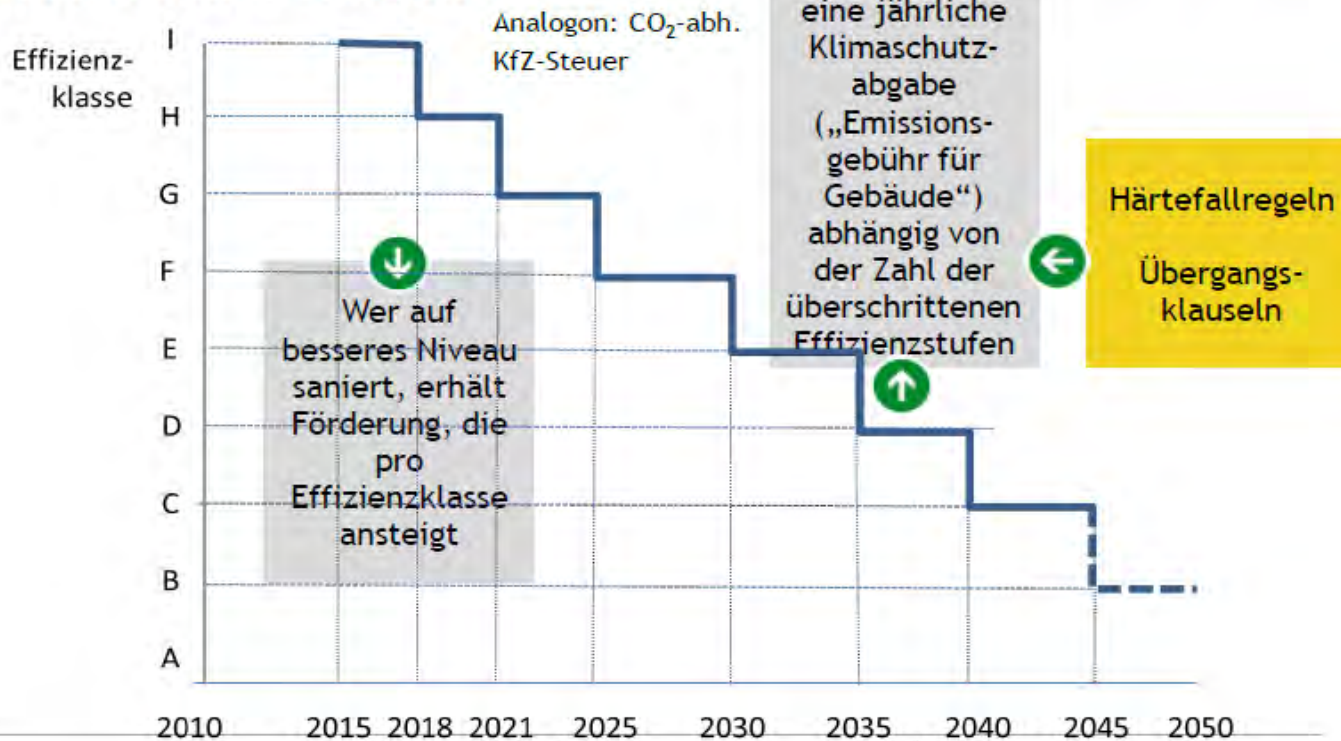 Effizienz-
klasse
I
H
G
F
E
D
C
B
A
Analogon: CO₂-abh.
KfZ-Steuer
Wer auf
besseres Niveau
saniert, erhält
Förderung, die
pro
Effizienzklasse
ansteigt
eine jährliche
Klimaschutz-
abgabe
(„Emissions-
gebühr für
Gebäude“)
abhängig von
der Zahl der
überschrittenen
Effizienzstufen
Härtefallregeln
Übergangs-
klauseln
2010 2015 2018 2021 2025 2030 2035 2040 2045 2050